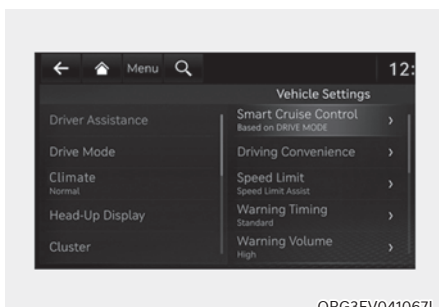 Menu
12:
Vehicle Settings
Driver Assistance
Drive Mode
Climate
Normal
Head-Up Display
Cluster
Smart Cruise Control
Based on DRIVE MODE
Driving Convenience
Speed Limit
Speed Limit Assist
Warning Timing
Standard
Warning Volume
High